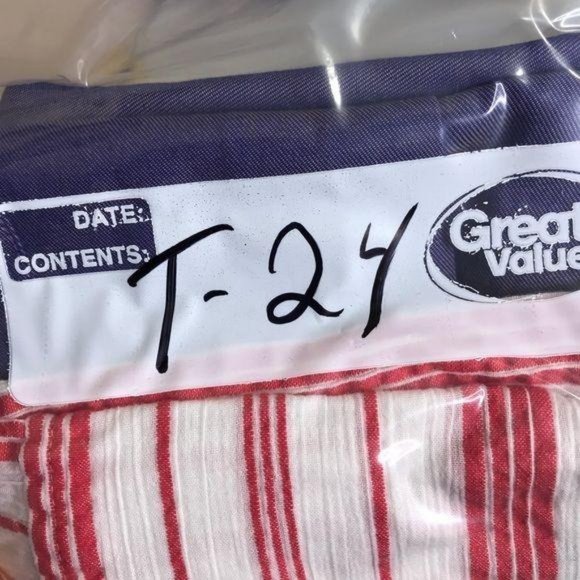 DATE:
CONTENTS:
T-24
Great
Value